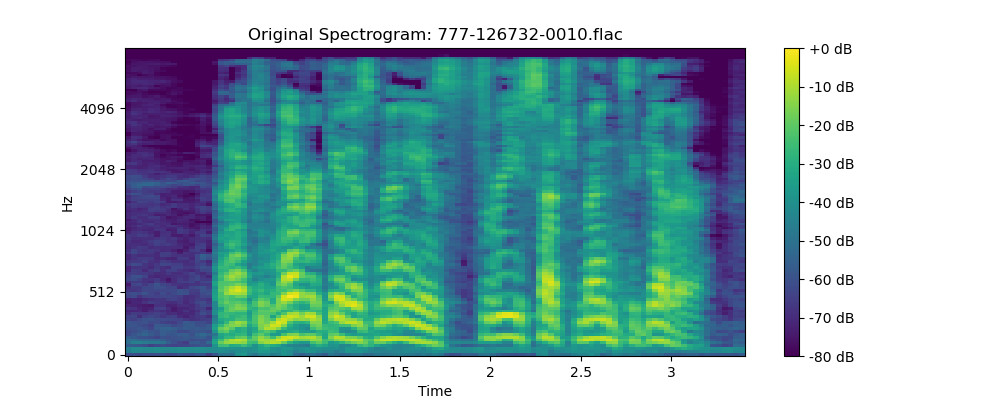 Original Spectrogram: 777-126732-0010.flac
Hz
4096
2048
1024
512
0
0 0.5 1 1.5 2 2.5 3
Time
+0 dB
-10 dB
-20 dB
-30 dB
-40 dB
-50 dB
-60 dB
-70 dB
-80 dB